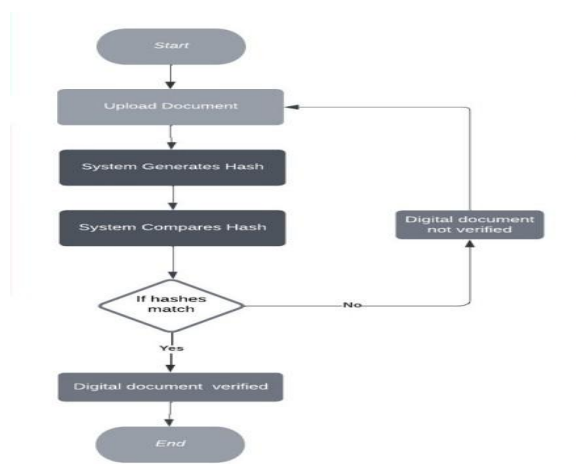 Start
Upload Document
System Generates Hash
System Compares Hash
Digital document
not verified
If hashes
match
No
Yes
Digital document verified
End